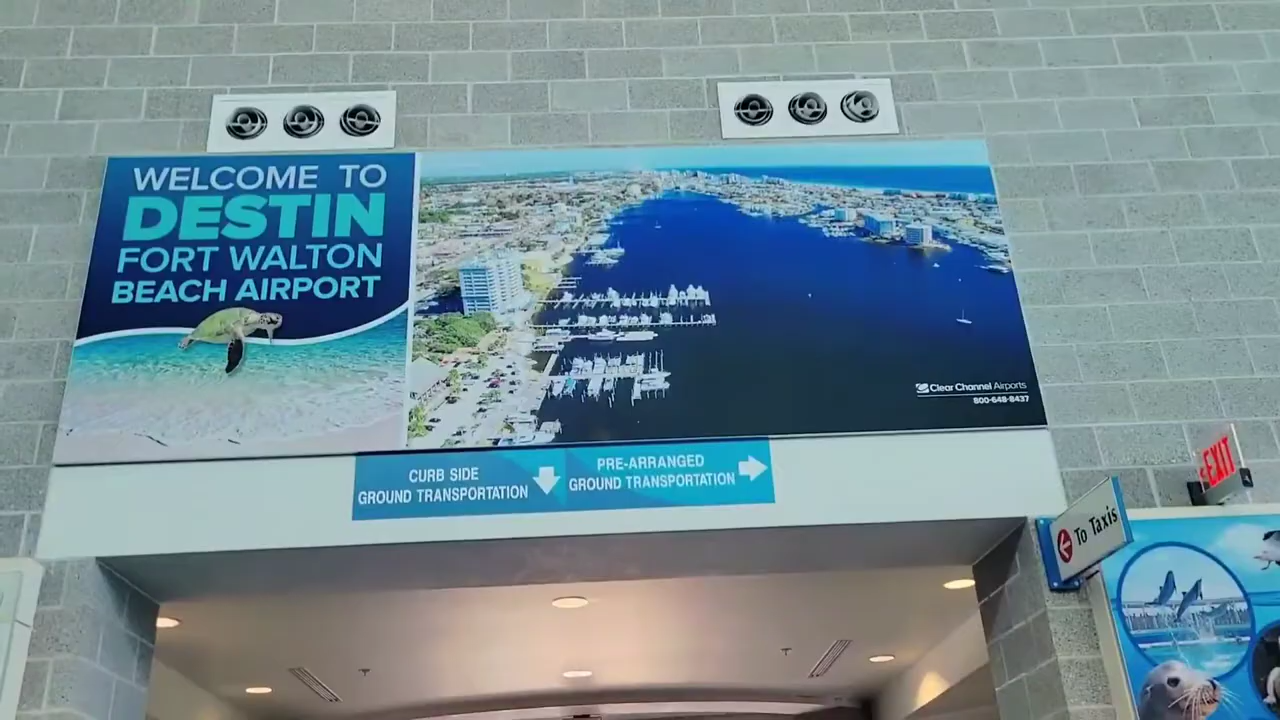 WELCOME TO
DESTIN
FORT WALTON
BEACH AIRPORT
Clear Channel Airports
800-648-8437
CURB SIDE
GROUND TRANSPORTATION
PRE-ARRANGED
GROUND TRANSPORTATION
EXIT
To Taxis